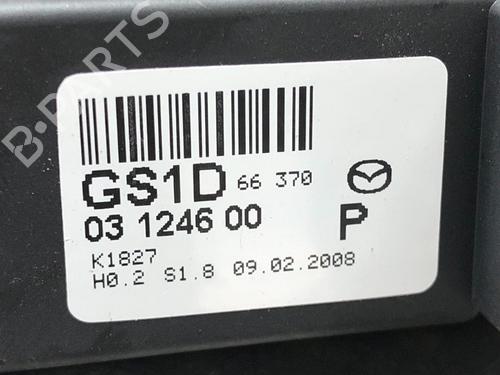 B-PARTS
GS1D 66 370
03 1246 00 P
K1827
H0.2 S1.8 09.02.2008